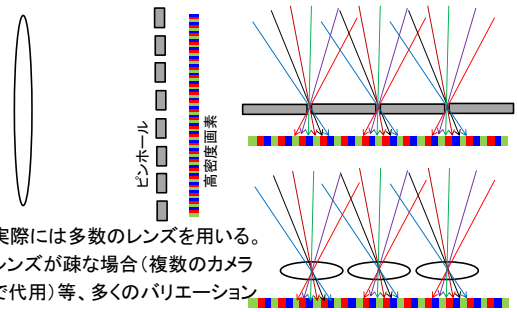 ピンホール
高密度画素
実際には多数のレンズを用いる。
レンズが疎な場合(複数のカメラ
で代用)等、多くのバリエーション